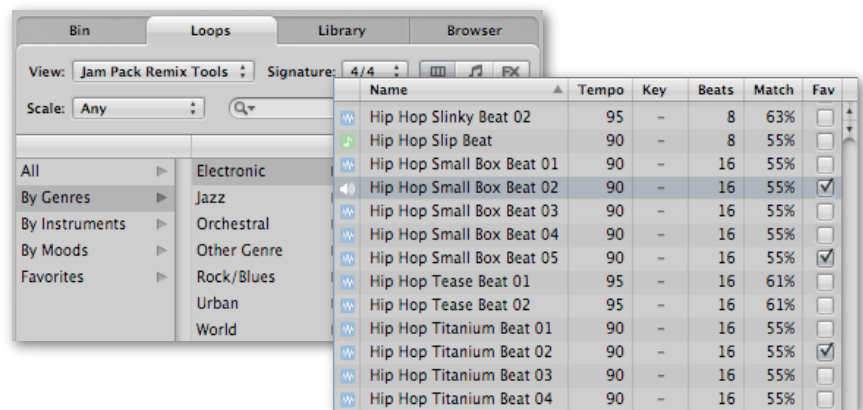 Bin Loops Library Browser
View: Jam Pack Remix Tools Signature: 4/4 FX
Scale: Any
All Electronic
By Genres Jazz
By Instruments Orchestral
By Moods Other Genre
Favorites Rock/Blues
Urban
World
Name Tempo Key Beats Match Fav
Hip Hop Slinky Beat 02 95 – 8 63%
Hip Hop Slip Beat 90 – 8 55%
Hip Hop Small Box Beat 01 90 – 16 55%
Hip Hop Small Box Beat 02 90 – 16 55%
Hip Hop Small Box Beat 03 90 – 16 55%
Hip Hop Small Box Beat 04 90 – 16 55%
Hip Hop Small Box Beat 05 90 – 16 55%
Hip Hop Tease Beat 01 95 – 16 61%
Hip Hop Tease Beat 02 95 – 16 61%
Hip Hop Titanium Beat 01 90 – 16 55%
Hip Hop Titanium Beat 02 90 – 16 55%
Hip Hop Titanium Beat 03 90 – 16 55%
Hip Hop Titanium Beat 04 90 – 16 55%